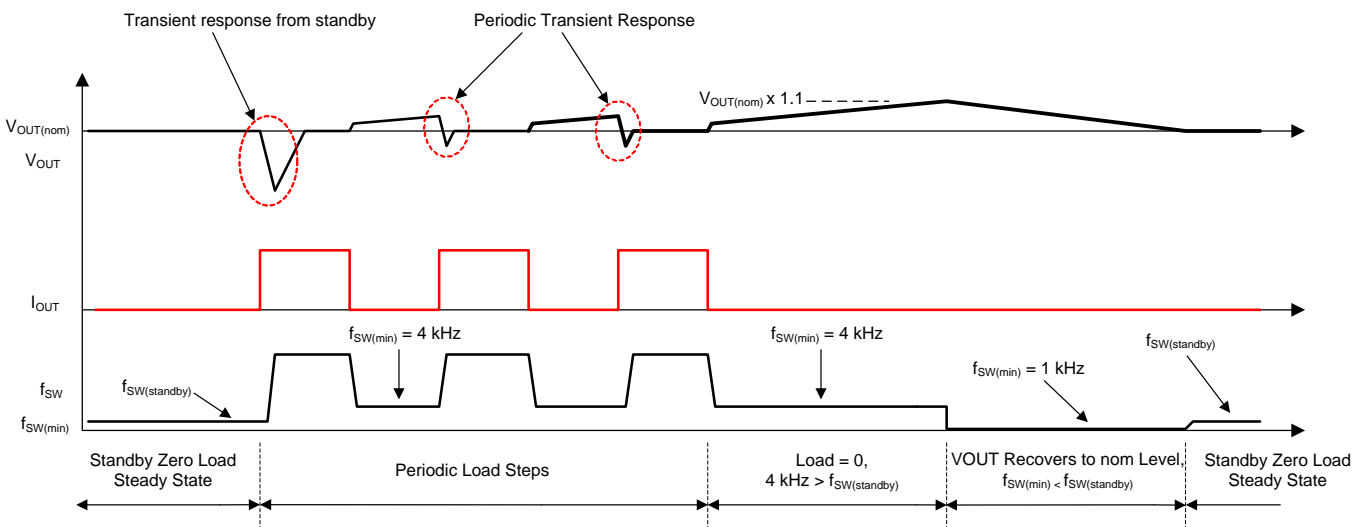 Transient response from standby
Periodic Transient Response
VOUT(nom) x 1.1
VOUT(nom)
VOUT
IOUT
fSW(min) = 4 kHz
fSW(min) = 4 kHz
fSW(standby)
fSW(min) = 1 kHz
fSW(standby)
fSW
fSW(min)
Standby Zero Load
Steady State
Periodic Load Steps
Load = 0,
4 kHz > fSW(standby)
VOUT Recovers to nom Level,
fSW(min) < fSW(standby)
Standby Zero Load
Steady State